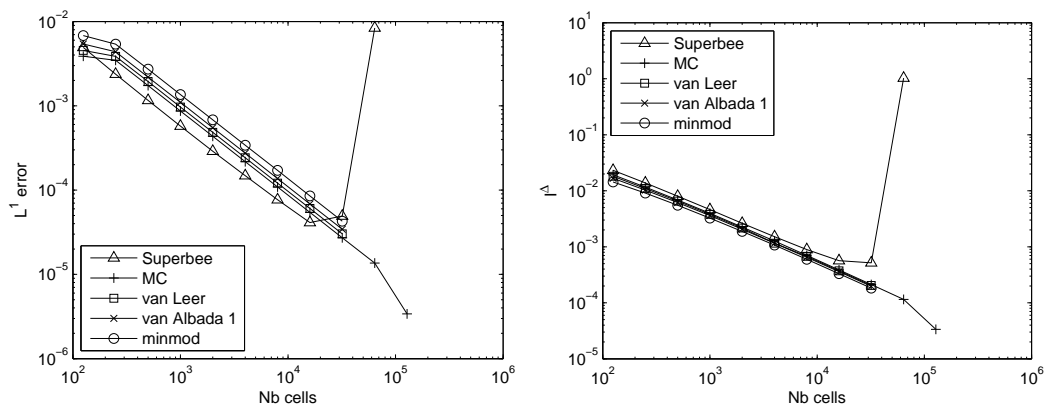 10^-2
10^-3
10^-4
10^-5
10^-6
L^1 error
10^2
10^3
10^4
10^5
10^6
Nb cells
Superbee
MC
van Leer
van Albada 1
minmod
10^1
10^0
10^-1
10^-2
10^-3
10^-4
10^-5
I^Δ
10^2
10^3
10^4
10^5
10^6
Nb cells
Superbee
MC
van Leer
van Albada 1
minmod